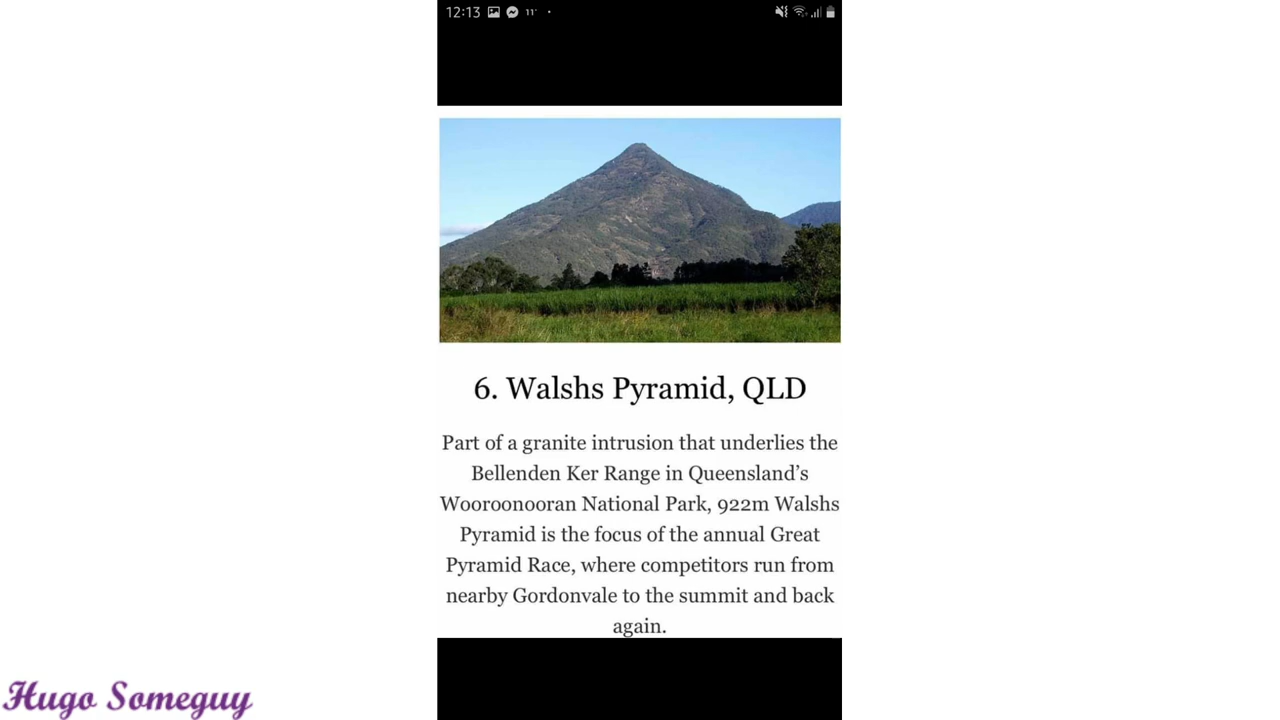 12:13 11°
6. Walshs Pyramid, QLD
Part of a granite intrusion that underlies the
Bellenden Ker Range in Queensland’s
Wooroonooran National Park, 922m Walshs
Pyramid is the focus of the annual Great
Pyramid Race, where competitors run from
nearby Gordonvale to the summit and back
again.
Hugo Someguy